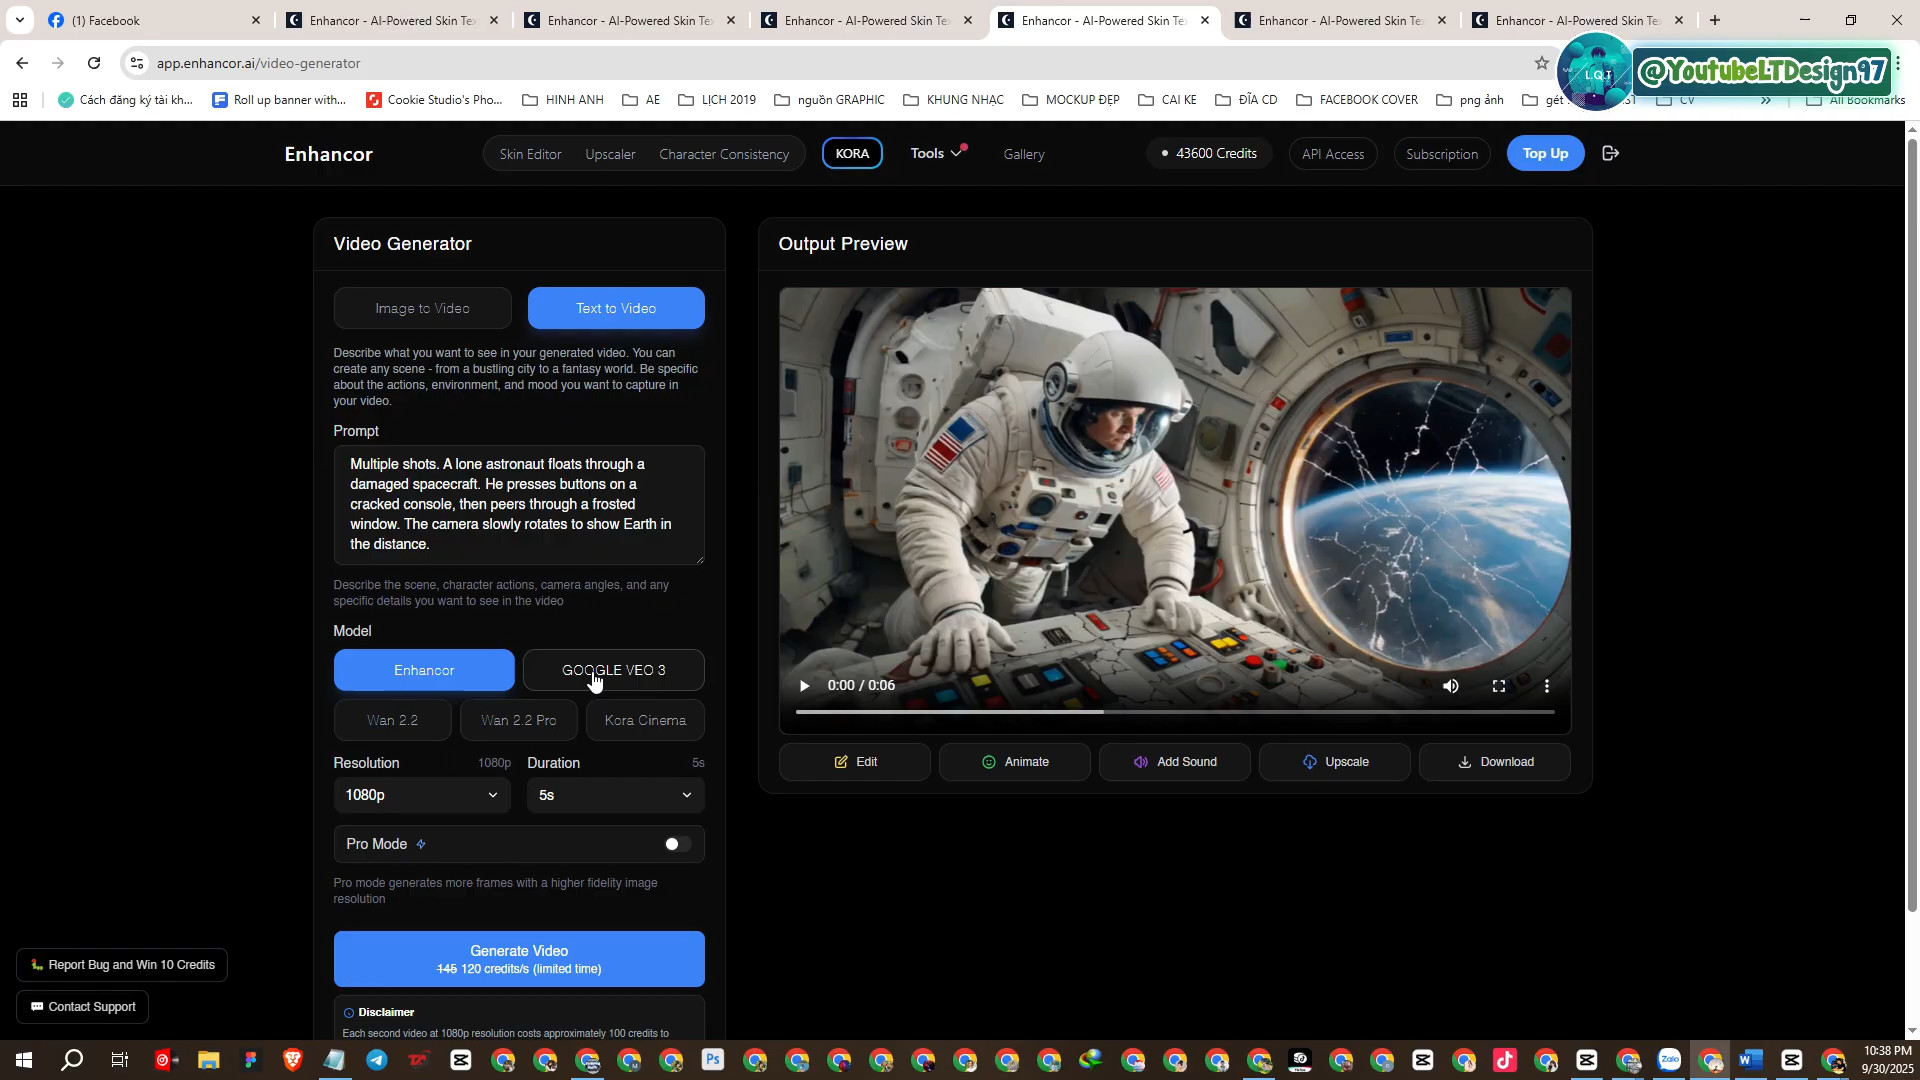 (1) Facebook
Enhancor - AI-Powered Skin Te
Enhancor - AI-Powered Skin Te
Enhancor - AI-Powered Skin Te
Enhancor - AI-Powered Skin Te
Enhancor - AI-Powered Skin Te
Enhancor - AI-Powered Skin Te
app.enhancor.ai/video-generator
LQT
@YoutubeLTDesign97
Cách đăng ký tài kh...
Roll up banner with...
Cookie Studio's Pho...
HINH ANH
AE
LỊCH 2019
nguồn GRAPHIC
KHUNG NHẠC
MOCKUP ĐẸP
CAI KE
ĐĨA CD
FACEBOOK COVER
png ảnh
gét
CV
All Bookmarks
Enhancor
Skin Editor
Upscaler
Character Consistency
KORA
Tools
Gallery
43600 Credits
API Access
Subscription
Top Up
Video Generator
Image to Video
Text to Video
Describe what you want to see in your generated video. You can
create any scene - from a bustling city to a fantasy world. Be specific
about the actions, environment, and mood you want to capture in
your video.
Prompt
Multiple shots. A lone astronaut floats through a
damaged spacecraft. He presses buttons on a
cracked console, then peers through a frosted
window. The camera slowly rotates to show Earth in
the distance.
Describe the scene, character actions, camera angles, and any
specific details you want to see in the video
Model
Enhancor
GOOGLE VEO 3
Wan 2.2
Wan 2.2 Pro
Kora Cinema
Resolution
1080p
Duration
5s
1080p
5s
Pro Mode
Pro mode generates more frames with a higher fidelity image
resolution
Generate Video
145 120 credits/s (limited time)
Disclaimer
Each second video at 1080p resolution costs approximately 100 credits to
Output Preview
0:00 / 0:06
Edit
Animate
Add Sound
Upscale
Download
Report Bug and Win 10 Credits
Contact Support
Ps
Zalo
10:38 PM
9/30/2025